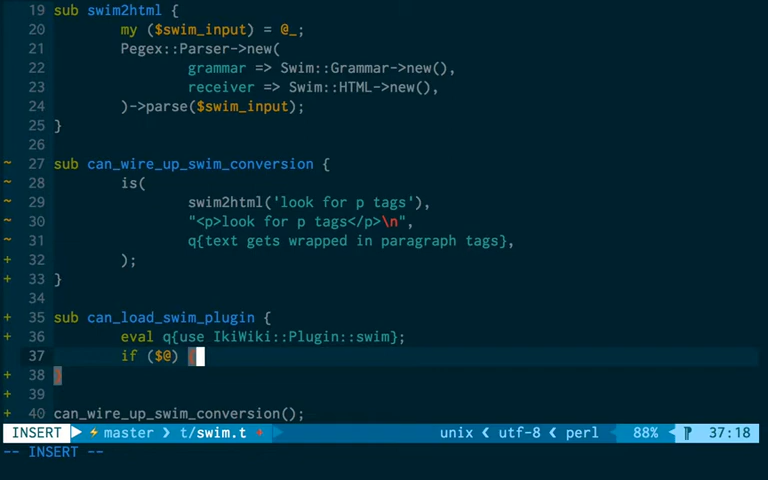 19 sub swim2html {
20 my ($swim_input) = @_;
21 Pegex::Parser->new(
22 grammar => Swim::Grammar->new(),
23 receiver => Swim::HTML->new(),
24 )->parse($swim_input);
25 }
26
~ 27 sub can_wire_up_swim_conversion {
~ 28 is(
~ 29 swim2html('look for p tags'),
~ 30 "<p>look for p tags</p>\n",
~ 31 q{text gets wrapped in paragraph tags},
+ 32 );
+ 33 }
34
+ 35 sub can_load_swim_plugin {
+ 36 eval q{use IkiWiki::Plugin::swim};
37 if ($@) {
+ 38 }
+ 39
+ 40 can_wire_up_swim_conversion();
INSERT master t/swim.t + unix utf-8 perl 88% 37:18
-- INSERT --